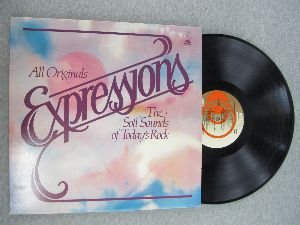 All Originals
Expressions
The
Soft Sounds
of Today's Rock